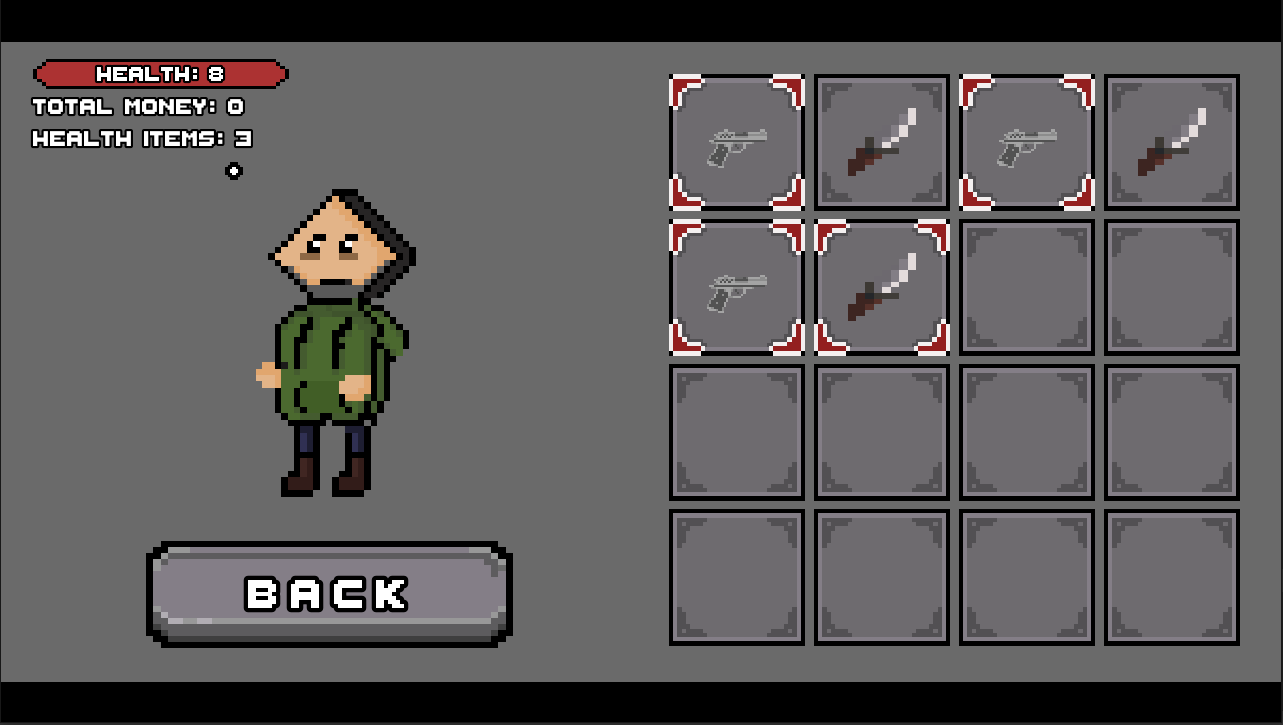 HEALTH: 8
TOTAL MONEY: 0
HEALTH ITEMS: 3
BACK